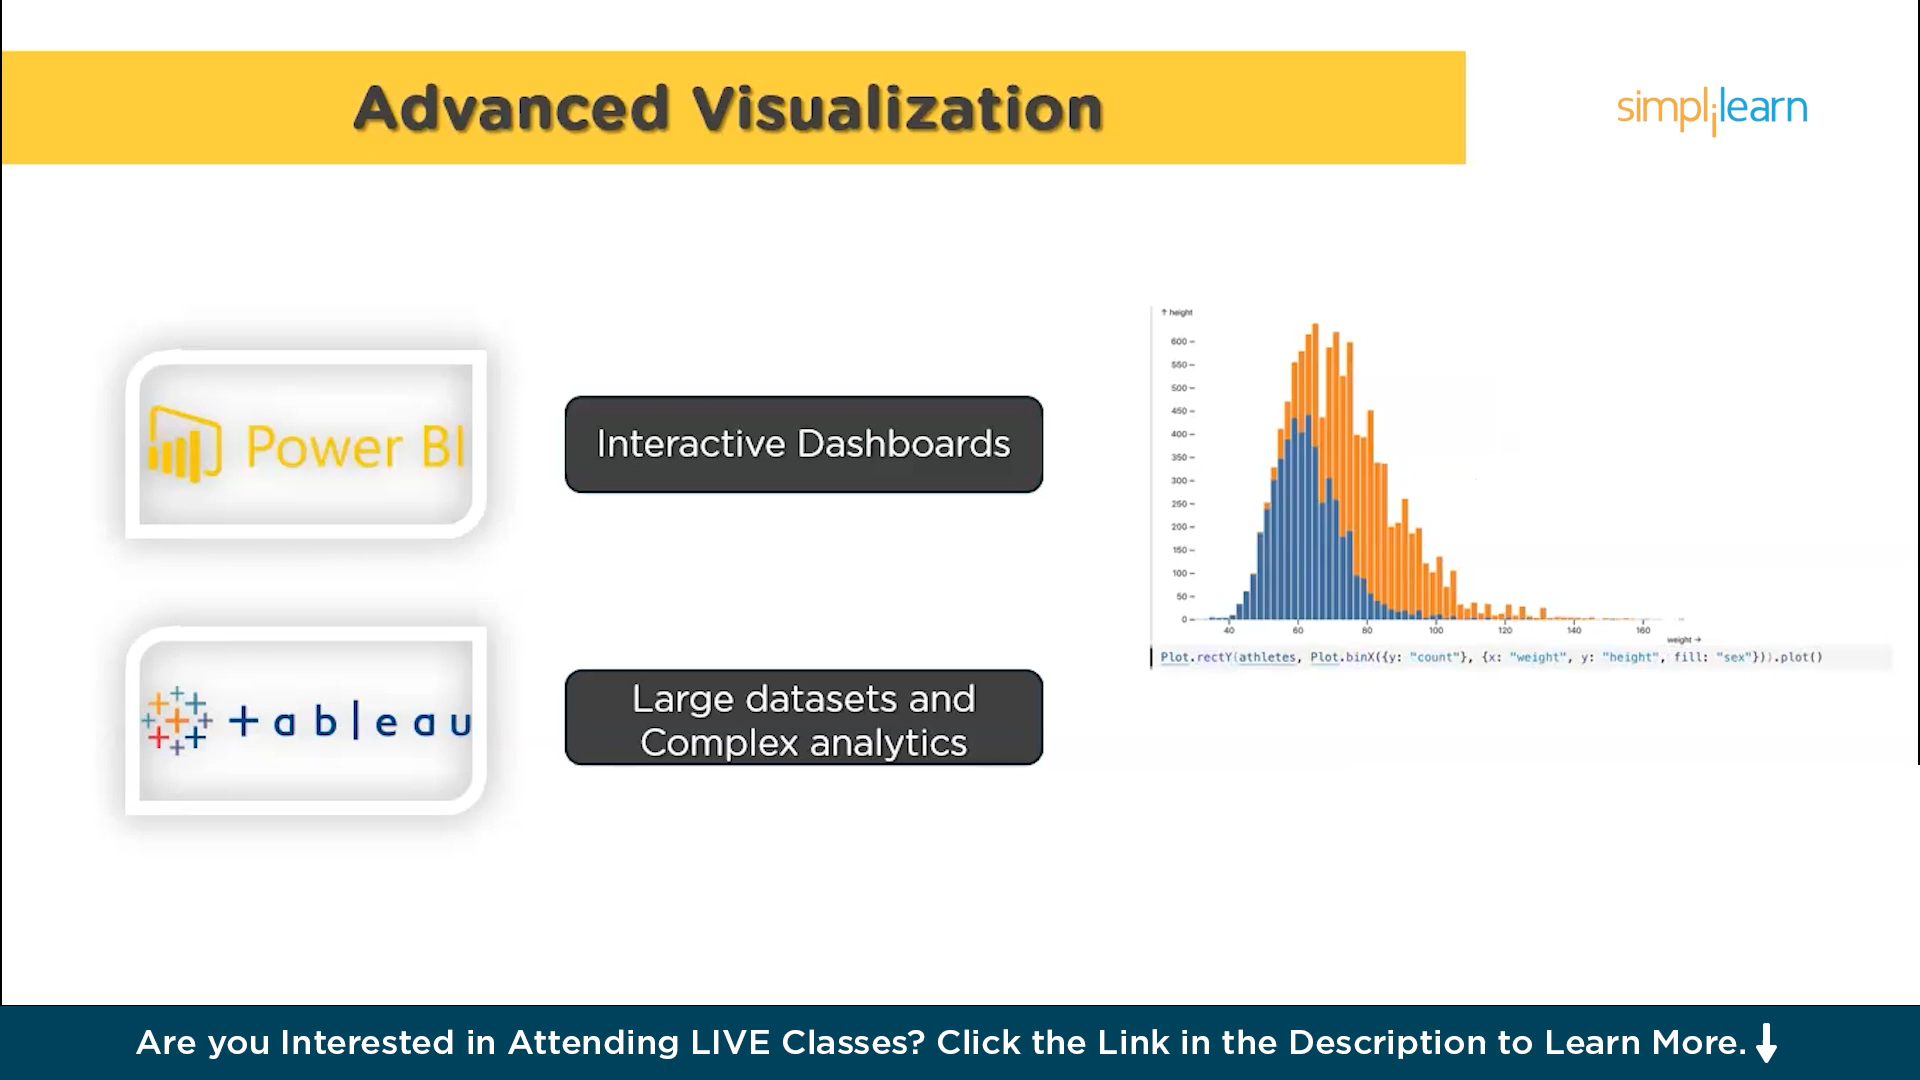 Advanced Visualization
simplilearn
Power BI
Interactive Dashboards
+ableau
Large datasets and
Complex analytics
↑ height
600
550
500
450
400
350
300
250
200
150
100
50
0
40 60 80 100 120 140 160
weight →
Plot.rectY(athletes, Plot.binX({y: "count"}, {x: "weight", y: "height", fill: "sex"})).plot()
Are you Interested in Attending LIVE Classes? Click the Link in the Description to Learn More.